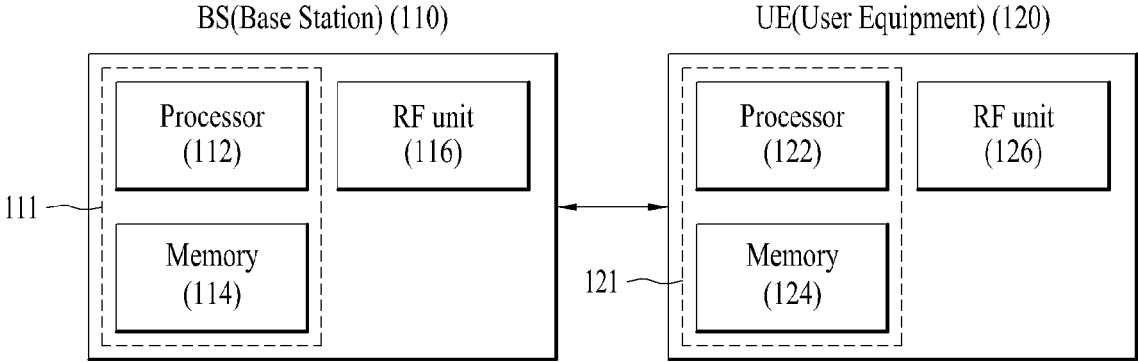 BS(Base Station) (110)
Processor
(112)
RF unit
(116)
111
Memory
(114)
UE(User Equipment) (120)
Processor
(122)
RF unit
(126)
121
Memory
(124)